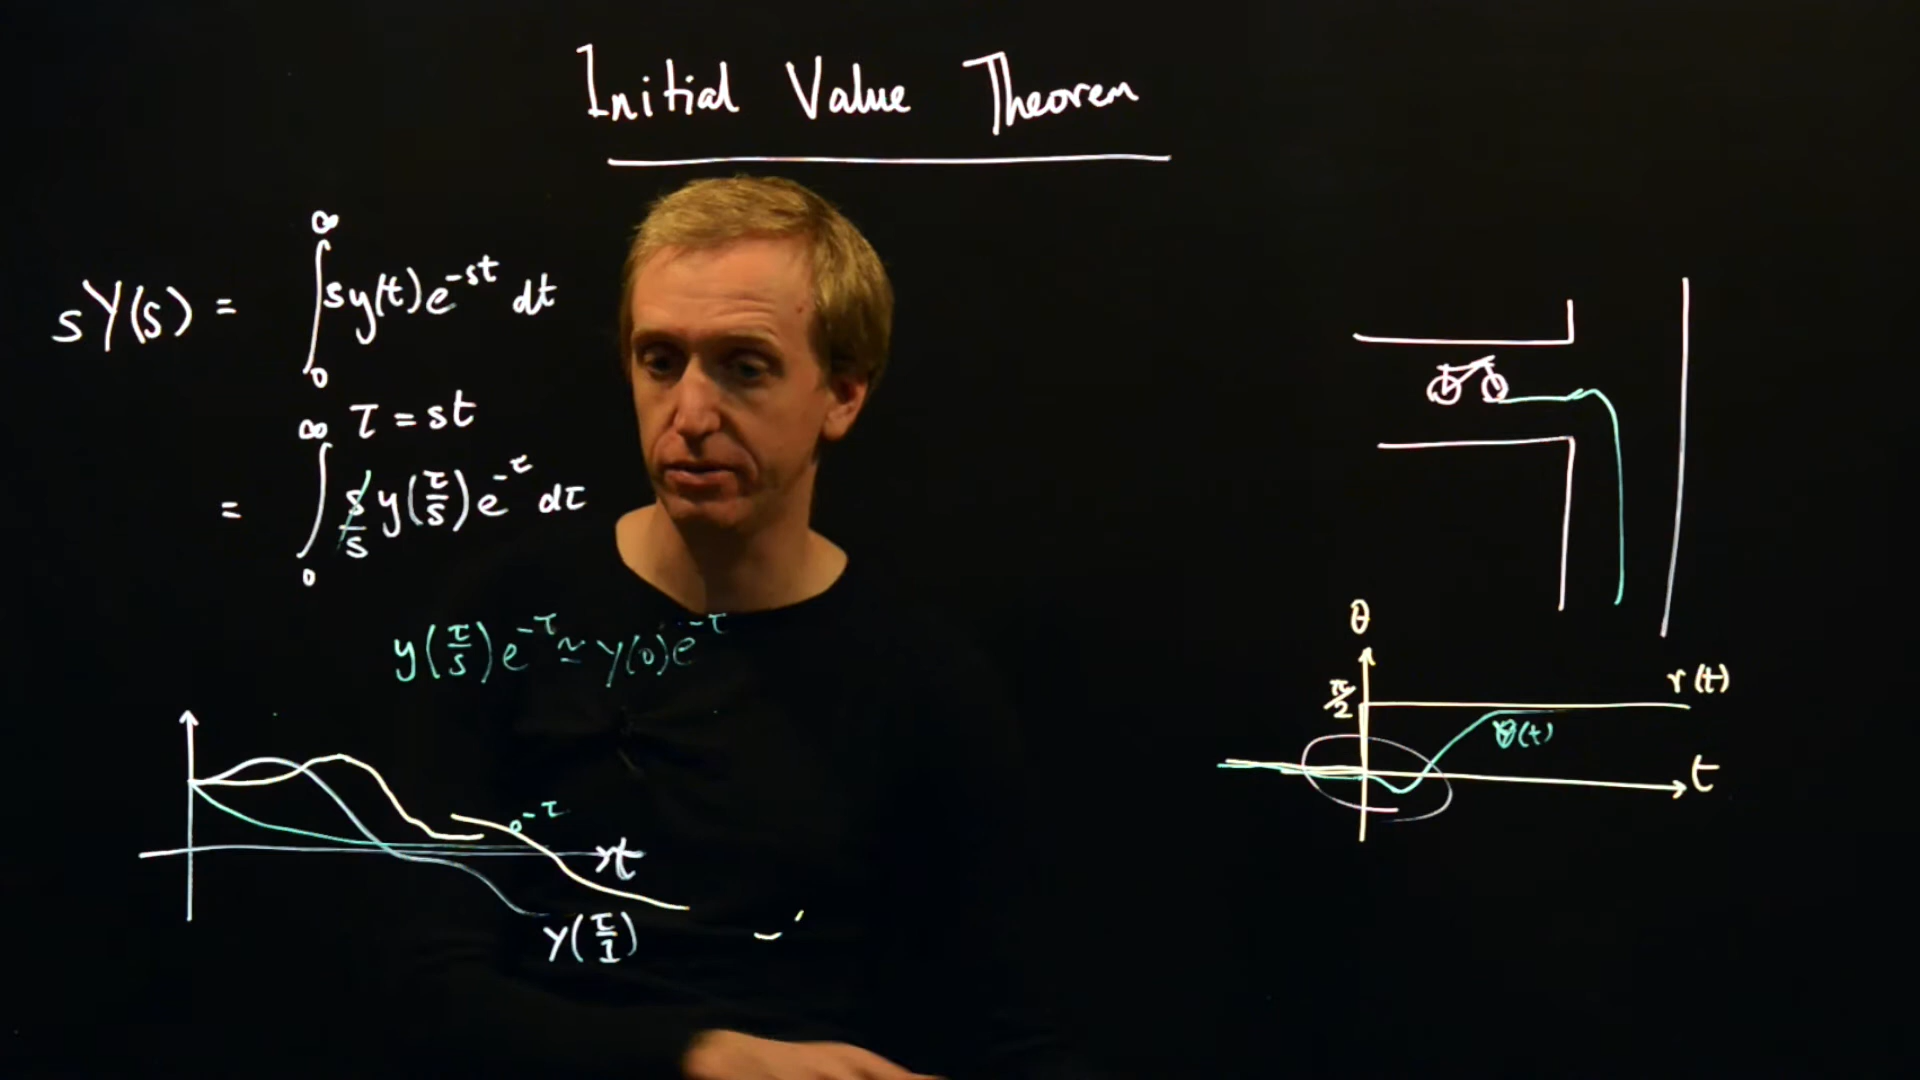 Initial Value Theorem
sY(s) = ∫₀^∞ sy(t)e^{-st} dt
τ = st
= ∫₀^∞ s/s y(τ/s)e^{-τ} dτ
y(τ/s)e^{-τ} ≃ y(0)e^{-τ}
e^{-τ}
t
y(τ/1)
θ
π/2
r(t)
(t)
t